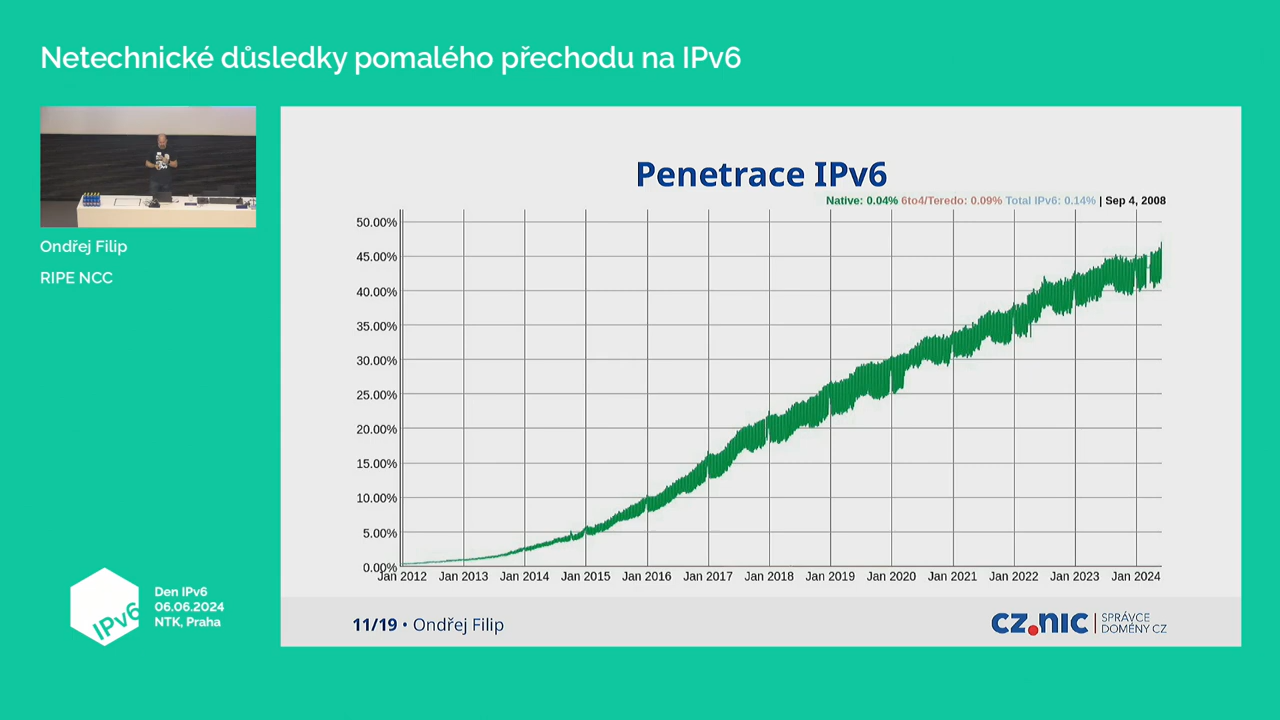 Netechnické důsledky pomalého přechodu na IPv6
Ondřej Filip
RIPE NCC
Penetrace IPv6
Native: 0.04% 6to4/Teredo: 0.09% Total IPv6: 0.14% | Sep 4, 2008
50.00%
45.00%
40.00%
35.00%
30.00%
25.00%
20.00%
15.00%
10.00%
5.00%
0.00%
Jan 2012 Jan 2013 Jan 2014 Jan 2015 Jan 2016 Jan 2017 Jan 2018 Jan 2019 Jan 2020 Jan 2021 Jan 2022 Jan 2023 Jan 2024
11/19 • Ondřej Filip
CZ.NIC | SPRÁVCE
DOMÉNY CZ
IPv6
Den IPv6
06.06.2024
NTK, Praha